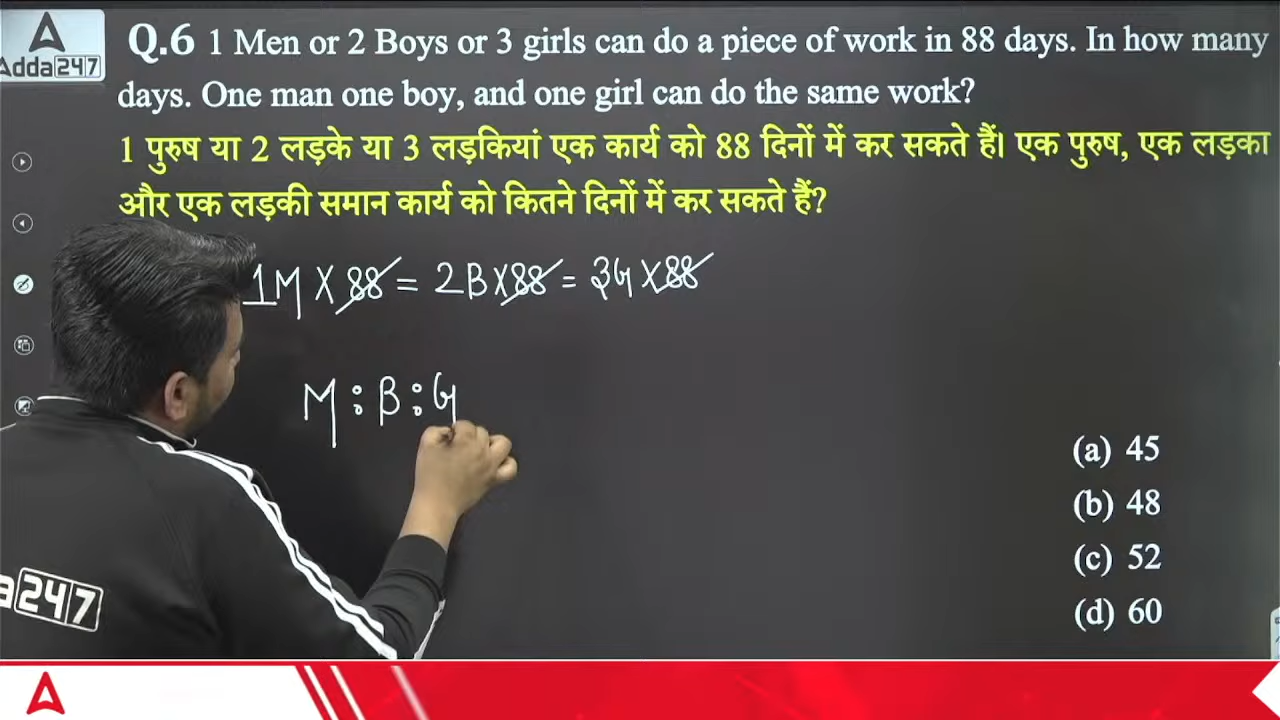 Adda247
Q.6 1 Men or 2 Boys or 3 girls can do a piece of work in 88 days. In how many
days. One man one boy, and one girl can do the same work?
1 पुरुष या 2 लड़के या 3 लड़कियां एक कार्य को 88 दिनों में कर सकते हैं। एक पुरुष, एक लड़का
और एक लड़की समान कार्य को कितने दिनों में कर सकते हैं?
1M X 88 = 2B X 88 = 3G X 88
M : B : G
(a) 45
(b) 48
(c) 52
(d) 60
a247